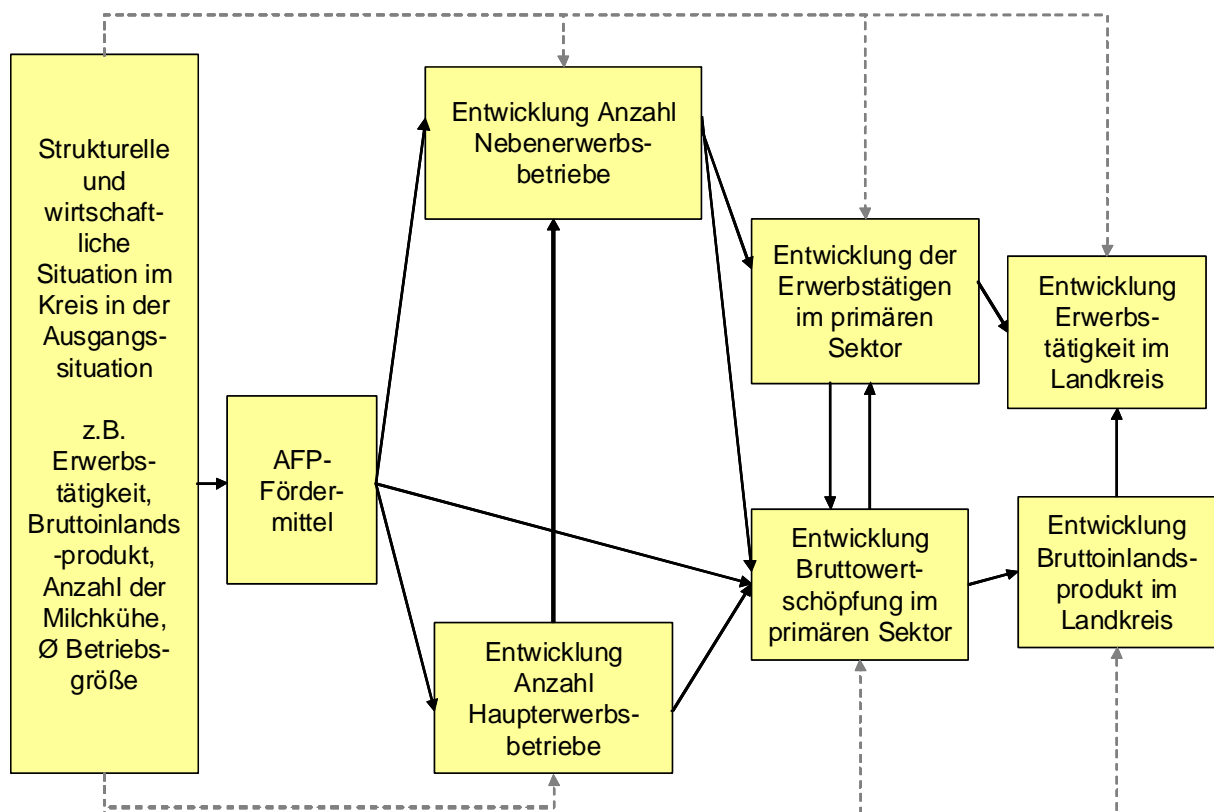 Strukturelle
und
wirtschaft-
liche
Situation im
Kreis in der
Ausgangs-
situation
z.B.
Erwerbs-
tätigkeit,
Bruttoinlands
-produkt,
Anzahl der
Milchkühe,
Ø Betriebs-
größe
AFP-
Förder-
mittel
Entwicklung Anzahl
Nebenerwerbs-
betriebe
Entwicklung
Anzahl
Haupterwerbs-
betriebe
Entwicklung der
Erwerbstätigen
im primären
Sektor
Entwicklung
Bruttowert-
schöpfung im
primären Sektor
Entwicklung
Erwerbs-
tätigkeit im
Landkreis
Entwicklung
Bruttoinlands-
produkt im
Landkreis